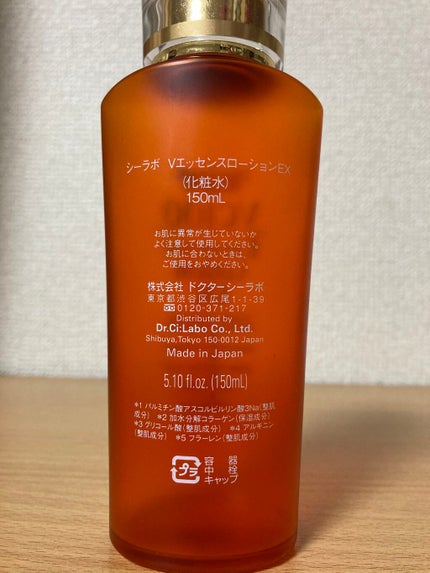 シーラボ VエッセンスローションEX
(化粧水)
150mL
お肌に異常が生じていないか
よく注意して使用してください。
お肌に合わないときは、
ご使用をおやめください。
株式会社 ドクターシーラボ
東京都渋谷区広尾1-1-39
0120-371-217
Distributed by
Dr.Ci:Labo Co., Ltd.
Shibuya,Tokyo 150-0012 Japan
Made in Japan
5.10 fl.oz. (150mL)
*1 パルミチン酸アスコルビルリン酸3Na(整肌
成分) *2 加水分解コラーゲン(保湿成分)
*3 グリコール酸(整肌成分) *4 アルギニン
(整肌成分) *5 フラーレン(整肌成分)
プラ
容器
中栓
キャップ